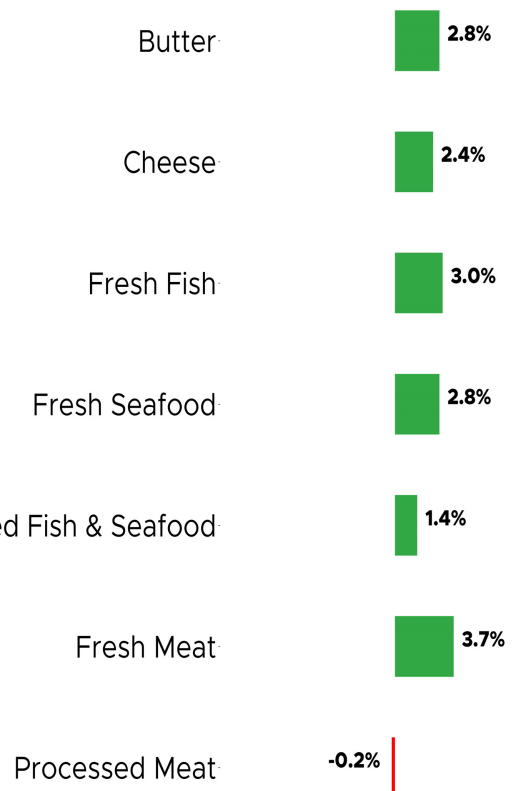 Butter 2.8%
Cheese 2.4%
Fresh Fish 3.0%
Fresh Seafood 2.8%
Fish & Seafood 1.4%
Fresh Meat 3.7%
Processed Meat -0.2%